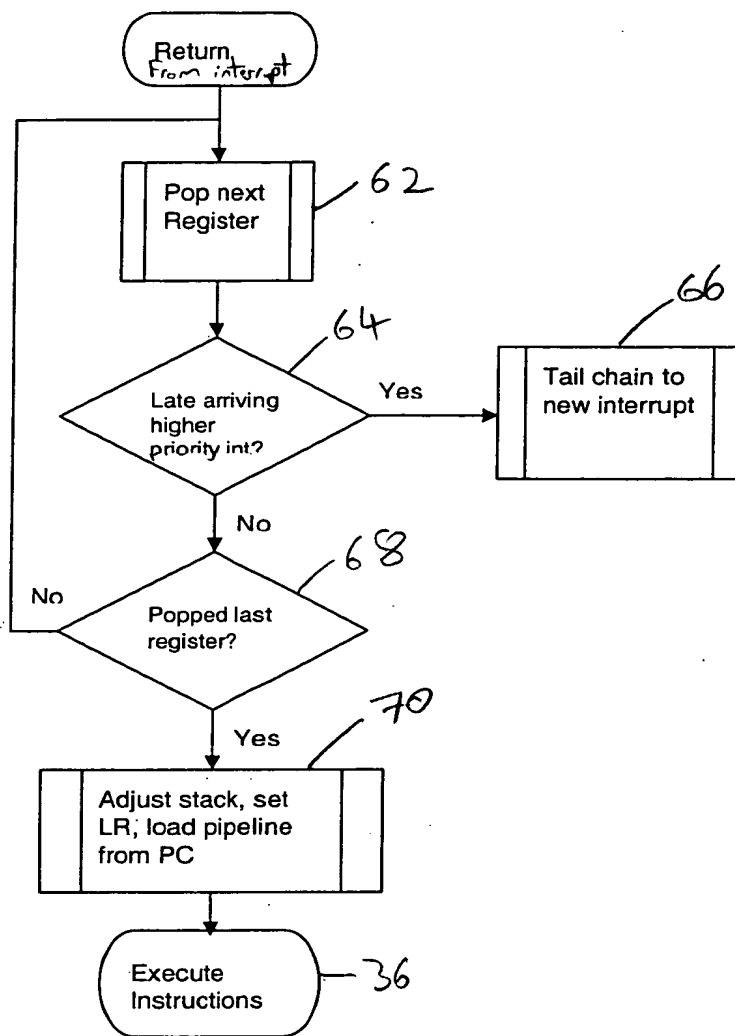 Return
From interrupt
Pop next
Register
62
64
Late arriving
higher
priority int.?
Yes
66
Tail chain to
new interrupt
No
68
No
Popped last
register?
Yes
70
Adjust stack, set
LR, load pipeline
from PC
Execute
Instructions
36